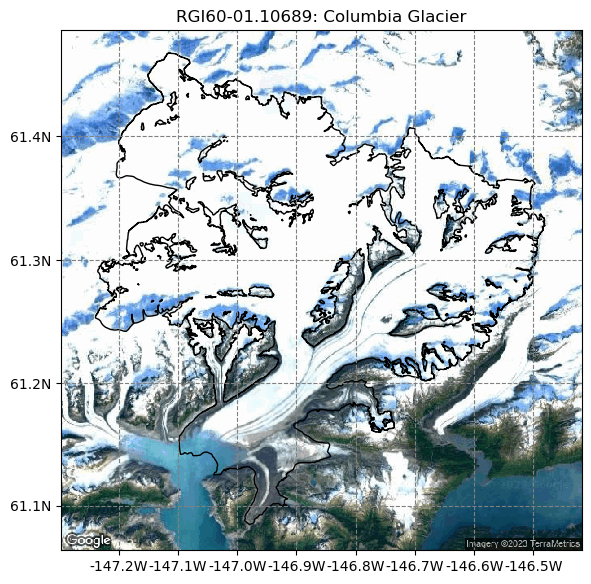 RGI60-01.10689: Columbia Glacier
61.4N
61.3N
61.2N
61.1N
Google
Imagery ©2023 TerraMetrics
-147.2W-147.1W-147.0W-146.9W-146.8W-146.7W-146.6W-146.5W